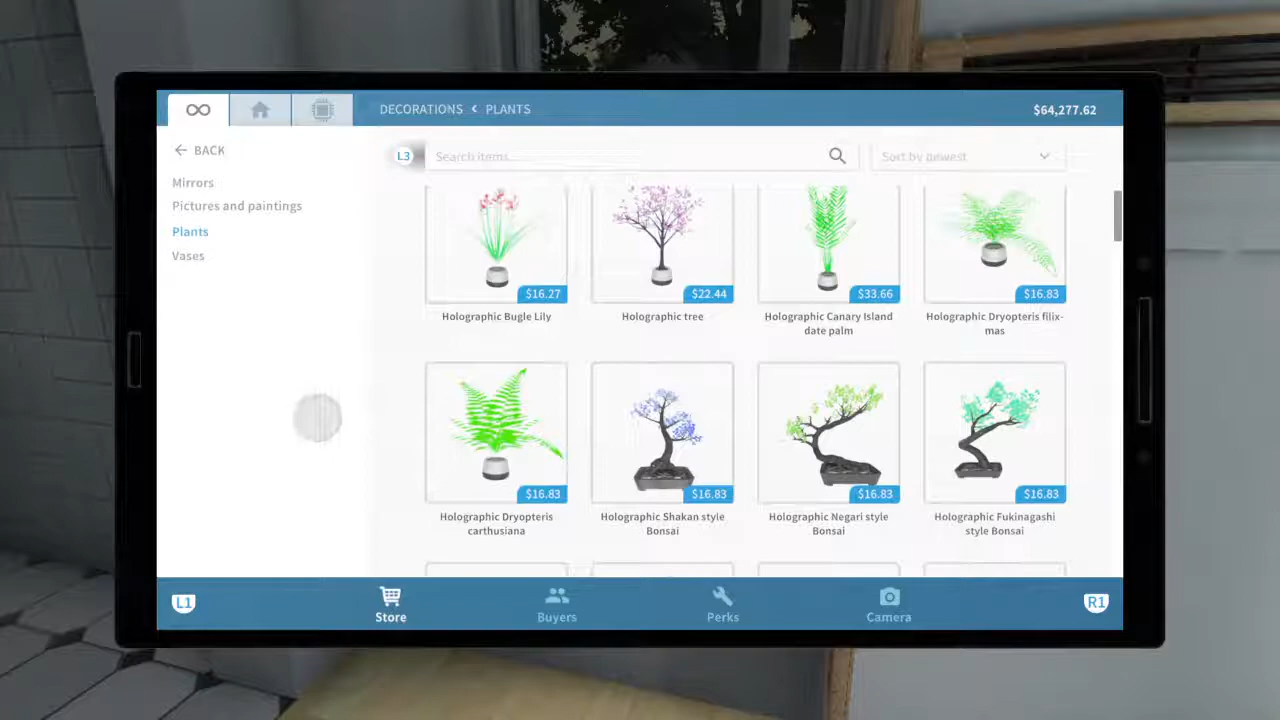 DECORATIONS < PLANTS
$64,277.62
BACK
L3
Search items...
Sort by newest
Mirrors
Pictures and paintings
Plants
Vases
$16.27
$22.44
$33.66
$16.83
Holographic Bugle Lily
Holographic tree
Holographic Canary Island
date palm
Holographic Dryopteris filix-
mas
$16.83
$16.83
$16.83
$16.83
Holographic Dryopteris
carthusiana
Holographic Shakan style
Bonsai
Holographic Negari style
Bonsai
Holographic Fukinagashi
style Bonsai
L1
Store
Buyers
Perks
Camera
R1